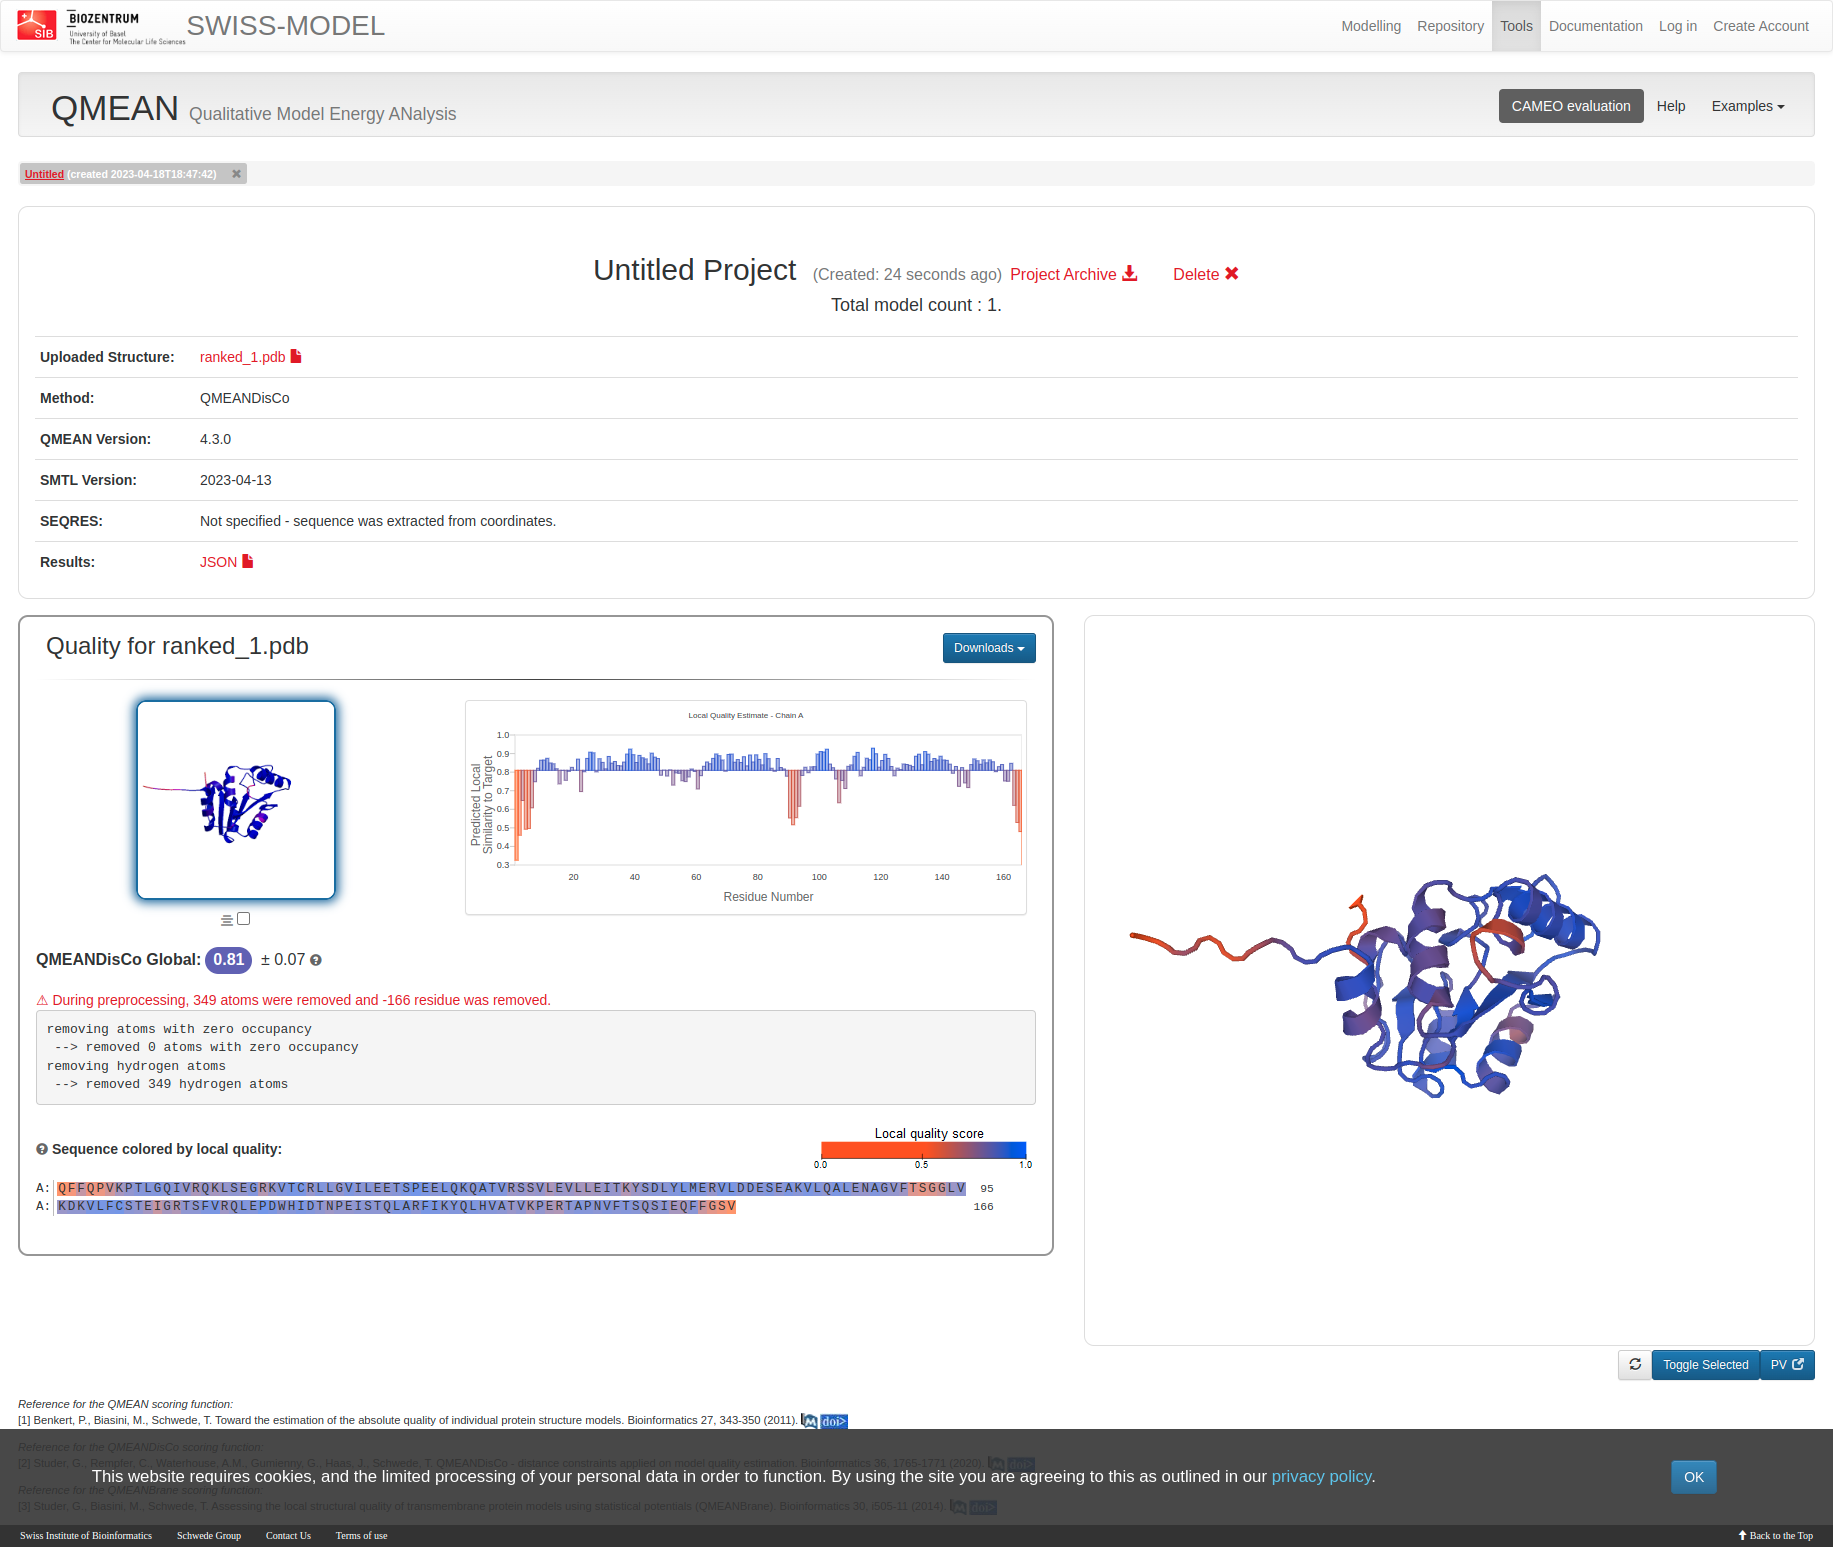 SIB
BIOZENTRUM
University of Basel
The Center for Molecular Life Sciences
SWISS-MODEL
Modelling Repository Tools Documentation Log in Create Account
QMEAN Qualitative Model Energy ANalysis
CAMEO evaluation Help Examples
Untitled (created 2023-04-18T18:47:42)
Untitled Project (Created: 24 seconds ago) Project Archive Delete
Total model count : 1.
Uploaded Structure: ranked_1.pdb
Method: QMEANDisCo
QMEAN Version: 4.3.0
SMTL Version: 2023-04-13
SEQRES: Not specified - sequence was extracted from coordinates.
Results: JSON
Quality for ranked_1.pdb
Downloads
Local Quality Estimate - Chain A
Predicted Local
Similarity to Target
1.0
0.9
0.8
0.7
0.6
0.5
0.4
0.3
20 40 60 80 100 120 140 160
Residue Number
QMEANDisCo Global: 0.81 ± 0.07
⚠ During preprocessing, 349 atoms were removed and -166 residue was removed.
removing atoms with zero occupancy
--> removed 0 atoms with zero occupancy
removing hydrogen atoms
--> removed 349 hydrogen atoms
Sequence colored by local quality:
Local quality score
0.0 0.5 1.0
A: QFFQPVKPTLGQIVRQKLSEGRKVTCRLLGVILEETSPEELQKQATVRSSVLEVLLEITKYSDLYLMERVLDDESEAKVLQALENAGVFTSGGLV 95
A: KDKVLFCSTEIGRTSFVRQLEPDWHIDTNPEISTQLARFIKYQLHVATVKPERTAPNVFTSQSIEQFFGSV 166
Toggle Selected
PV
Reference for the QMEAN scoring function:
[1] Benkert, P., Biasini, M., Schwede, T. Toward the estimation of the absolute quality of individual protein structure models. Bioinformatics 27, 343-350 (2011). M doi>
Reference for the QMEANDisCo scoring function:
[2] Studer, G., Rempfer, C., Waterhouse, A.M., Gumienny, G., Haas, J., Schwede, T. QMEANDisCo - distance constraints applied on model quality estimation. Bioinformatics 36, 1765-1771 (2020). M doi>
This website requires cookies, and the limited processing of your personal data in order to function. By using the site you are agreeing to this as outlined in our privacy policy.
OK
Reference for the QMEANBrane scoring function:
[3] Studer, G., Biasini, M., Schwede, T. Assessing the local structural quality of transmembrane protein models using statistical potentials (QMEANBrane). Bioinformatics 30, i505-11 (2014). M doi>
Swiss Institute of Bioinformatics Schwede Group Contact Us Terms of use
Back to the Top